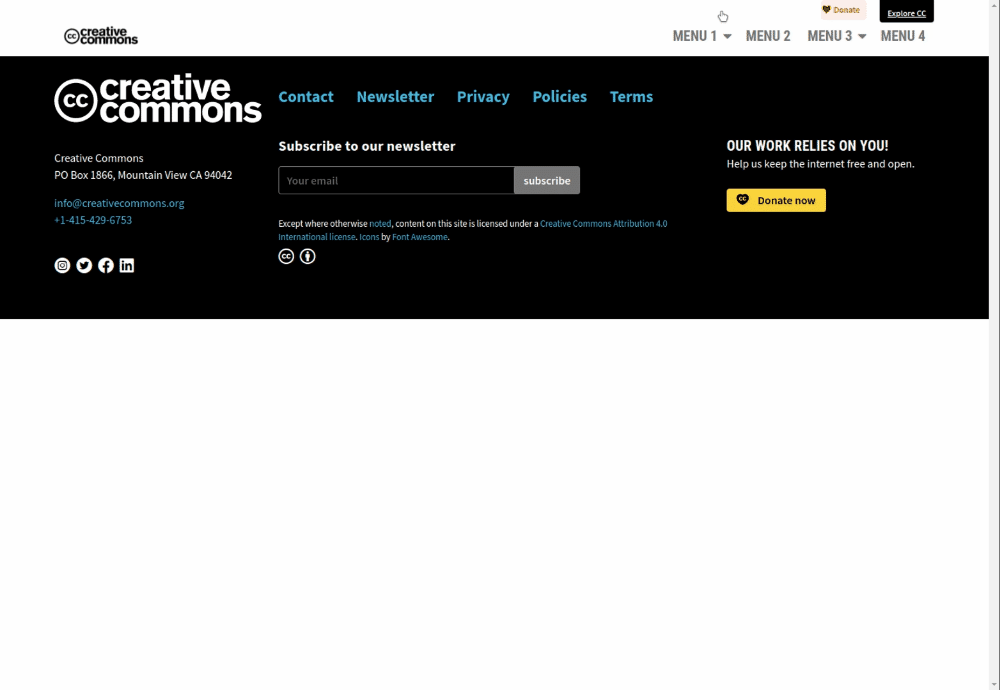 Donate
Explore CC
cc creative commons
MENU 1 MENU 2 MENU 3 MENU 4
cc creative commons
Contact Newsletter Privacy Policies Terms
Creative Commons
PO Box 1866, Mountain View CA 94042
info@creativecommons.org
+1-415-429-6753
Subscribe to our newsletter
Your email
subscribe
Except where otherwise noted, content on this site is licensed under a Creative Commons Attribution 4.0
International license. Icons by Font Awesome.
cc
OUR WORK RELIES ON YOU!
Help us keep the internet free and open.
cc Donate now